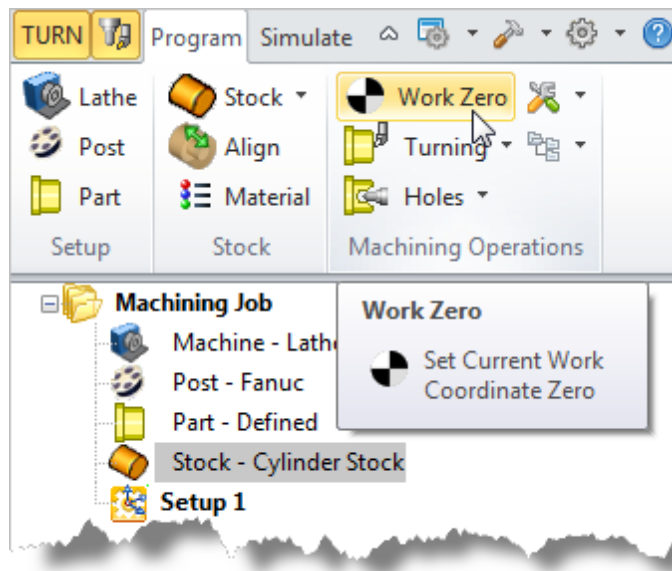 TURN Program Simulate
Lathe Stock Work Zero
Post Align Turning
Part Material Holes
Setup Stock Machining Operations
Machining Job
Machine - Lath
Post - Fanuc
Part - Defined
Stock - Cylinder Stock
Setup 1
Work Zero
Set Current Work
Coordinate Zero